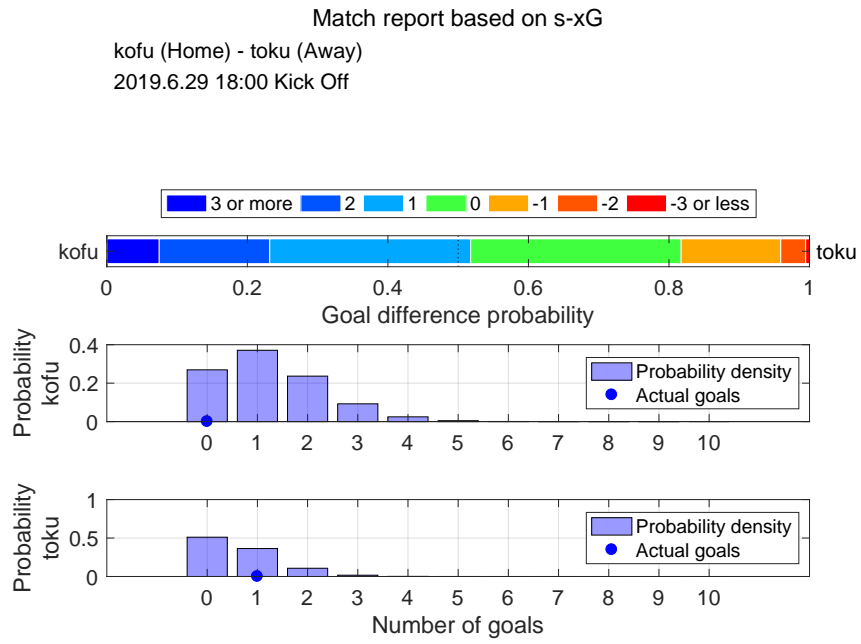 Match report based on s-xG
kofu (Home) - toku (Away)
2019.6.29 18:00 Kick Off
3 or more 2 1 0 -1 -2 -3 or less
kofu toku
0 0.2 0.4 0.6 0.8 1
Goal difference probability
Probability
kofu
0.4
0.2
0
Probability density
Actual goals
0 1 2 3 4 5 6 7 8 9 10
Probability
toku
1
0.5
0
Probability density
Actual goals
0 1 2 3 4 5 6 7 8 9 10
Number of goals